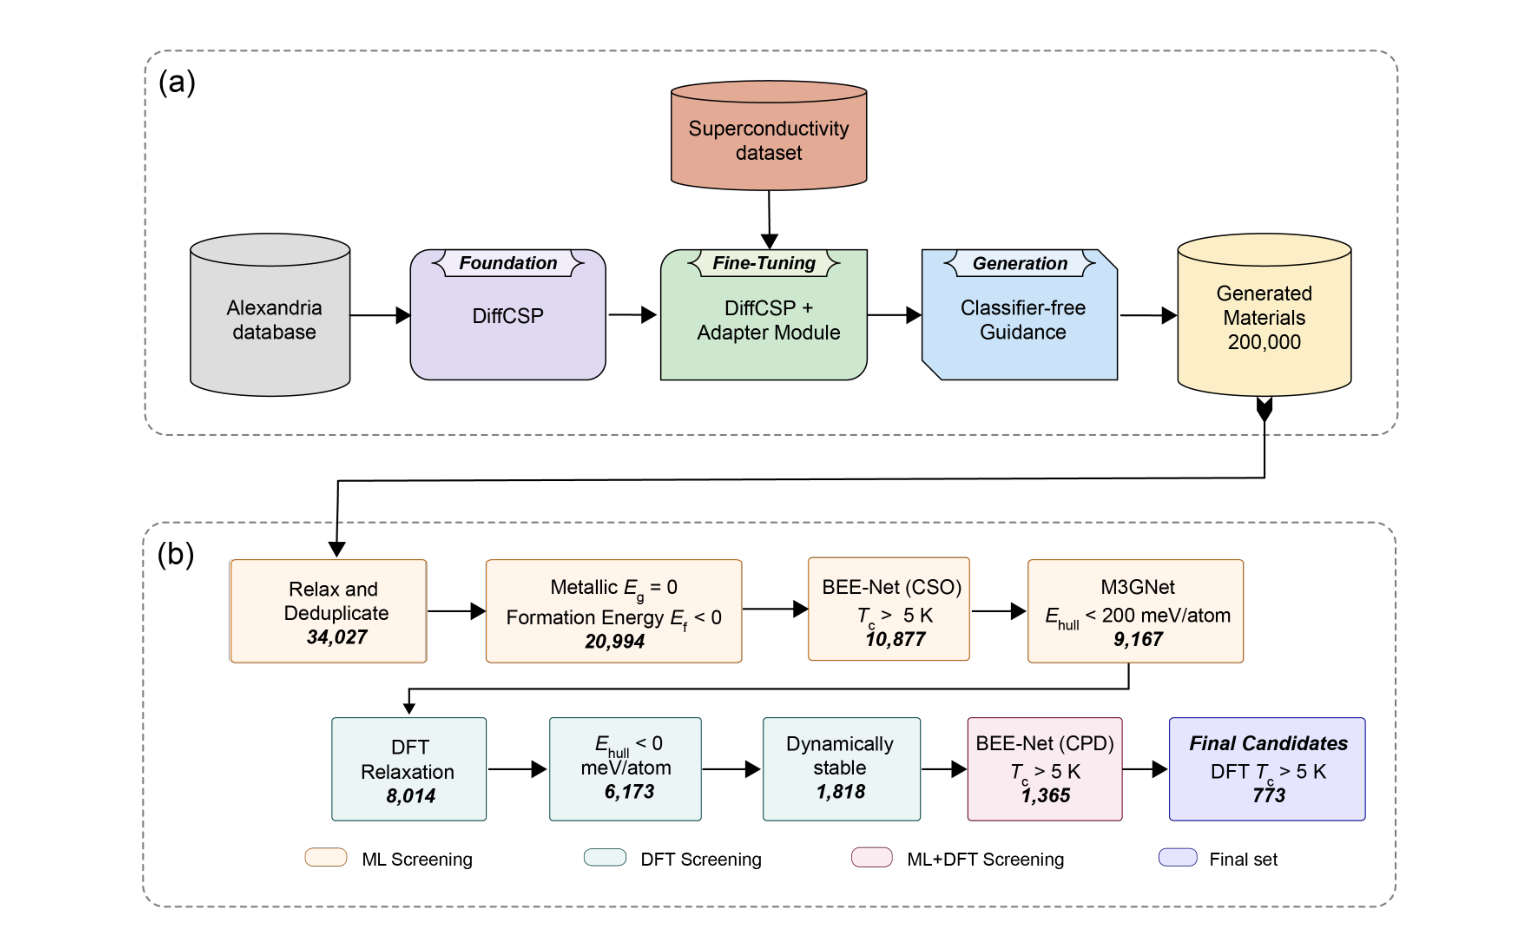 (a)
Superconductivity
dataset
Alexandria
database
Foundation
DiffCSP
Fine-Tuning
DiffCSP +
Adapter Module
Generation
Classifier-free
Guidance
Generated
Materials
200,000
(b)
Relax and
Deduplicate
34,027
Metallic Eg = 0
Formation Energy Ef < 0
20,994
BEE-Net (CSO)
Tc > 5 K
10,877
M3GNet
Ehull < 200 meV/atom
9,167
DFT
Relaxation
8,014
Ehull < 0
meV/atom
6,173
Dynamically
stable
1,818
BEE-Net (CPD)
Tc > 5 K
1,365
Final Candidates
DFT Tc > 5 K
773
ML Screening
DFT Screening
ML+DFT Screening
Final set